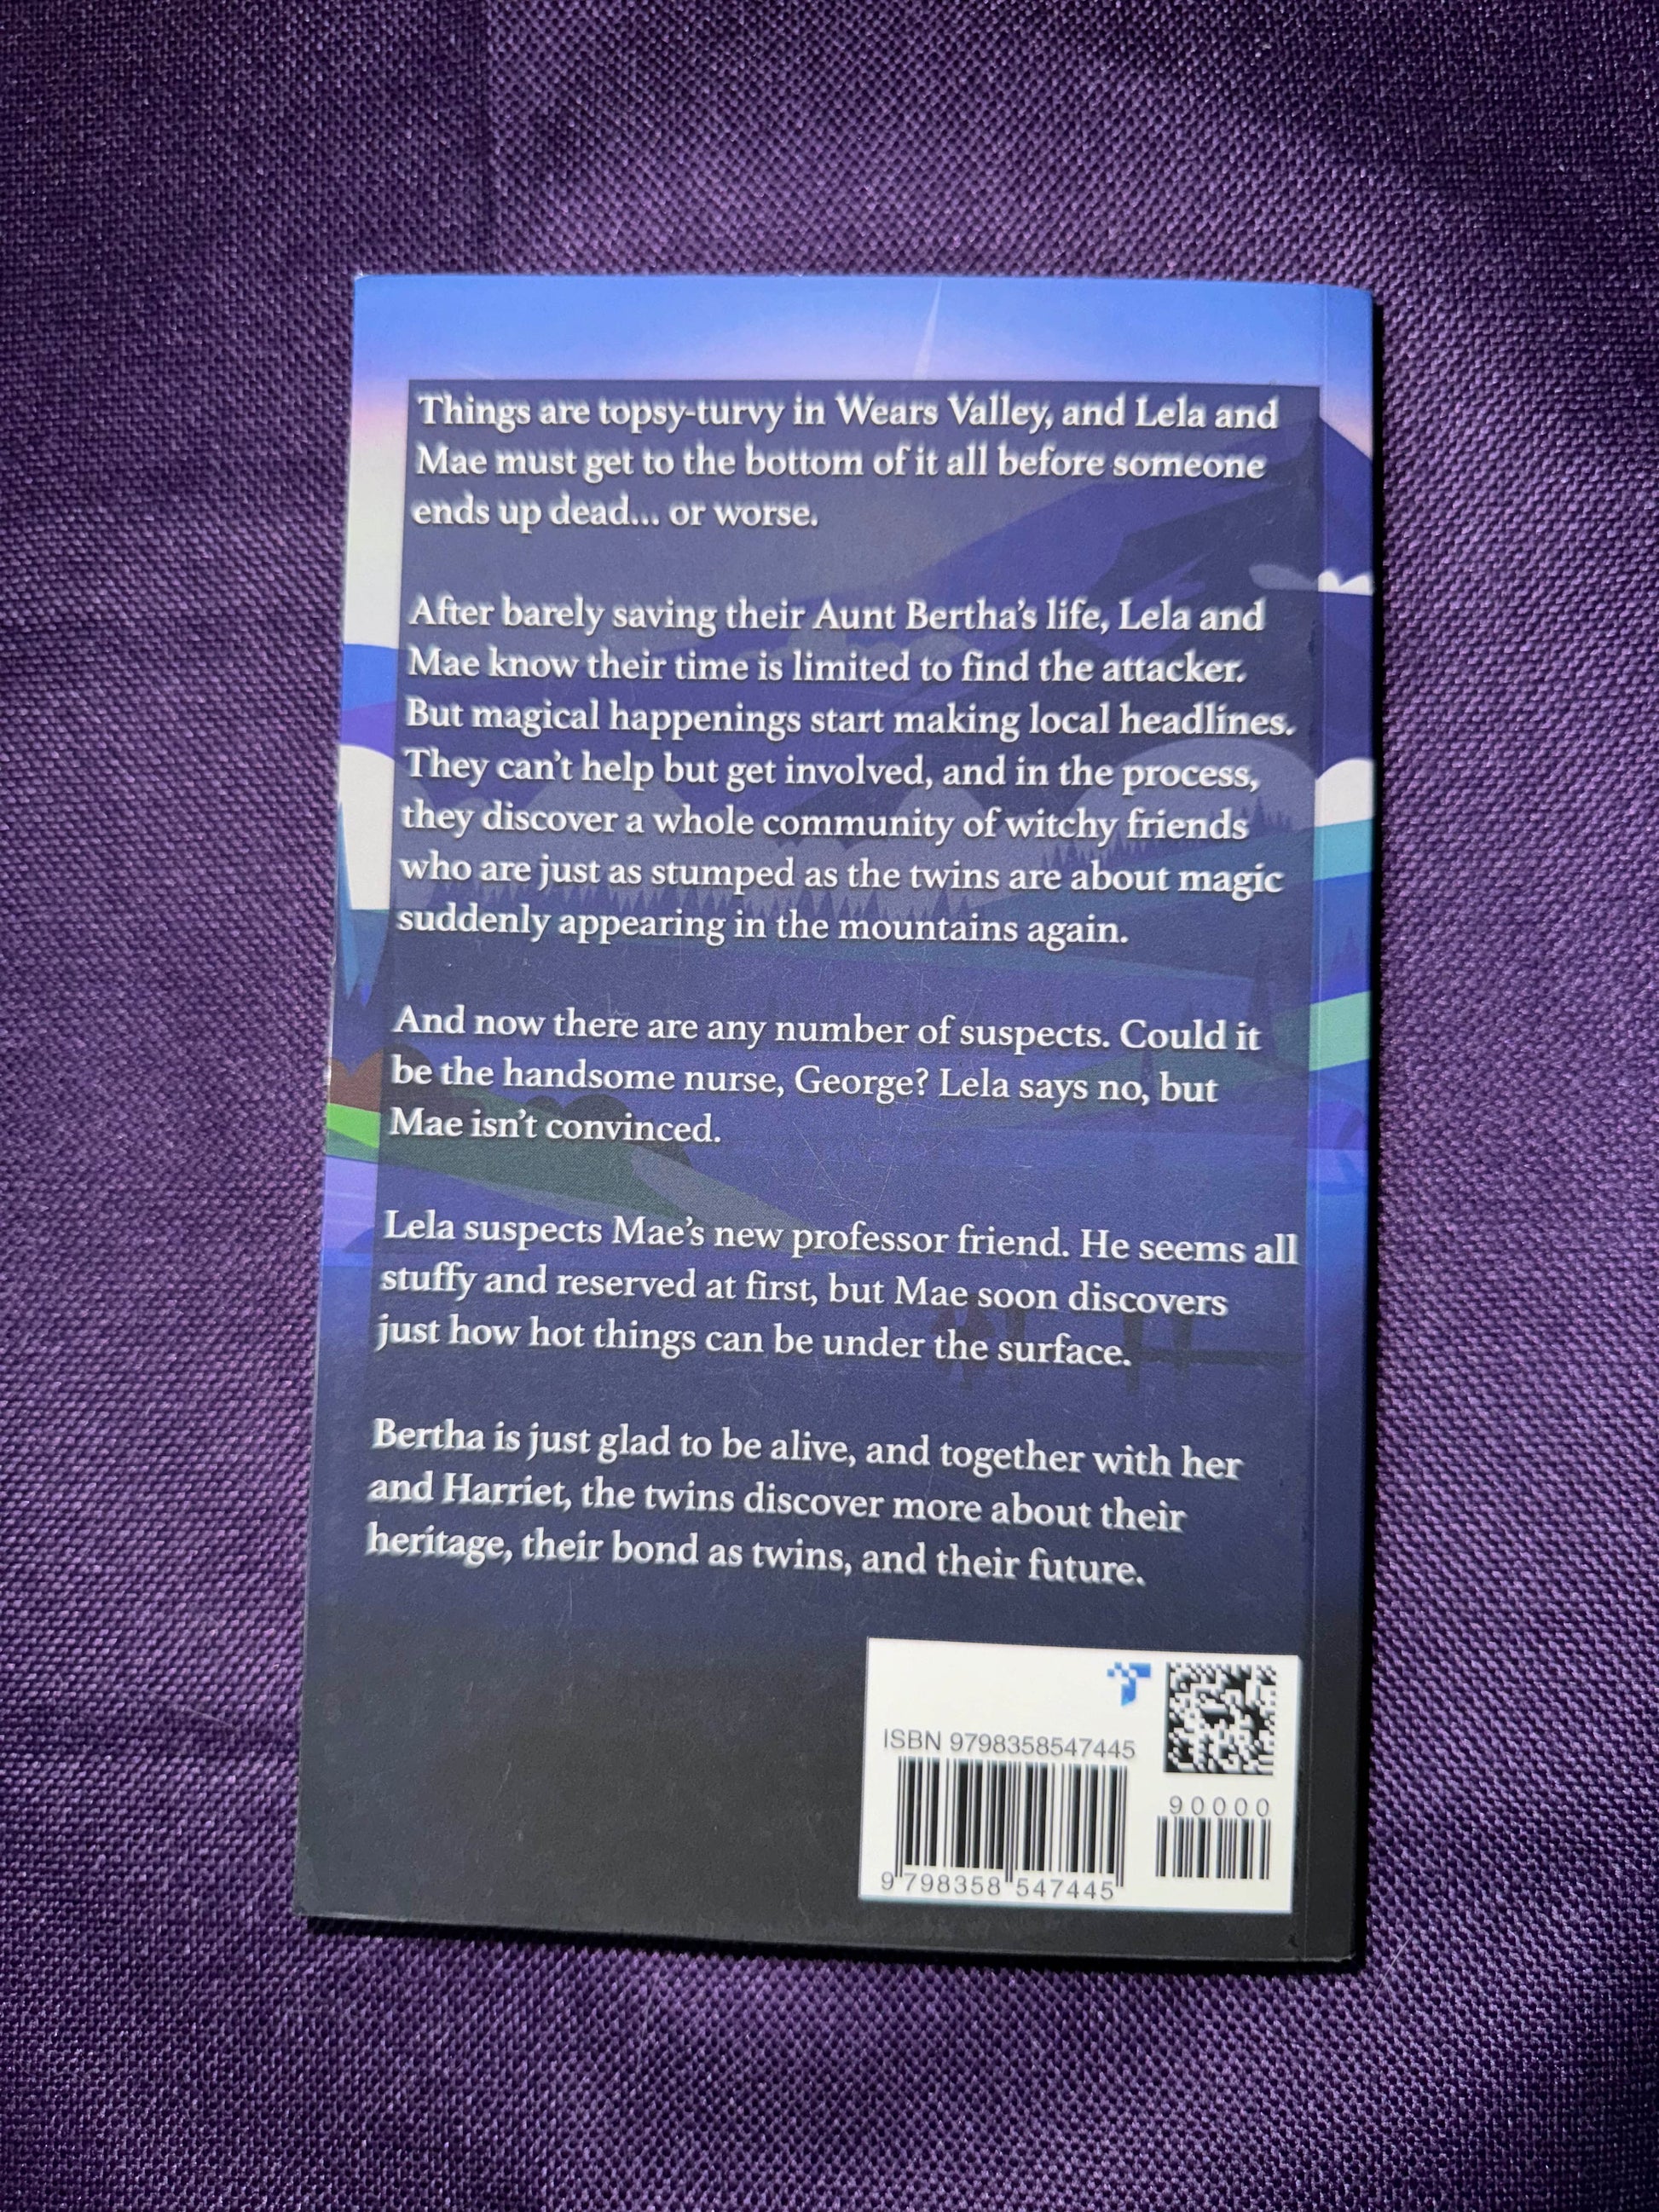 Things are topsy-turvy in Wears Valley, and Lela and
Mae must get to the bottom of it all before someone
ends up dead... or worse.
After barely saving their Aunt Bertha's life, Lela and
Mae know their time is limited to find the attacker.
But magical happenings start making local headlines.
They can't help but get involved, and in the process,
they discover a whole community of witchy friends
who are just as stumped as the twins are about magic
suddenly appearing in the mountains again.
And now there are any number of suspects. Could it
be the handsome nurse, George? Lela says no, but
Mae isn't convinced.
Lela suspects Mae's new professor friend. He seems all
stuffy and reserved at first, but Mae soon discovers
just how hot things can be under the surface.
Bertha is just glad to be alive, and together with her
and Harriet, the twins discover more about their
heritage, their bond as twins, and their future.
ISBN 9798358547445
90000
9 798358 547445